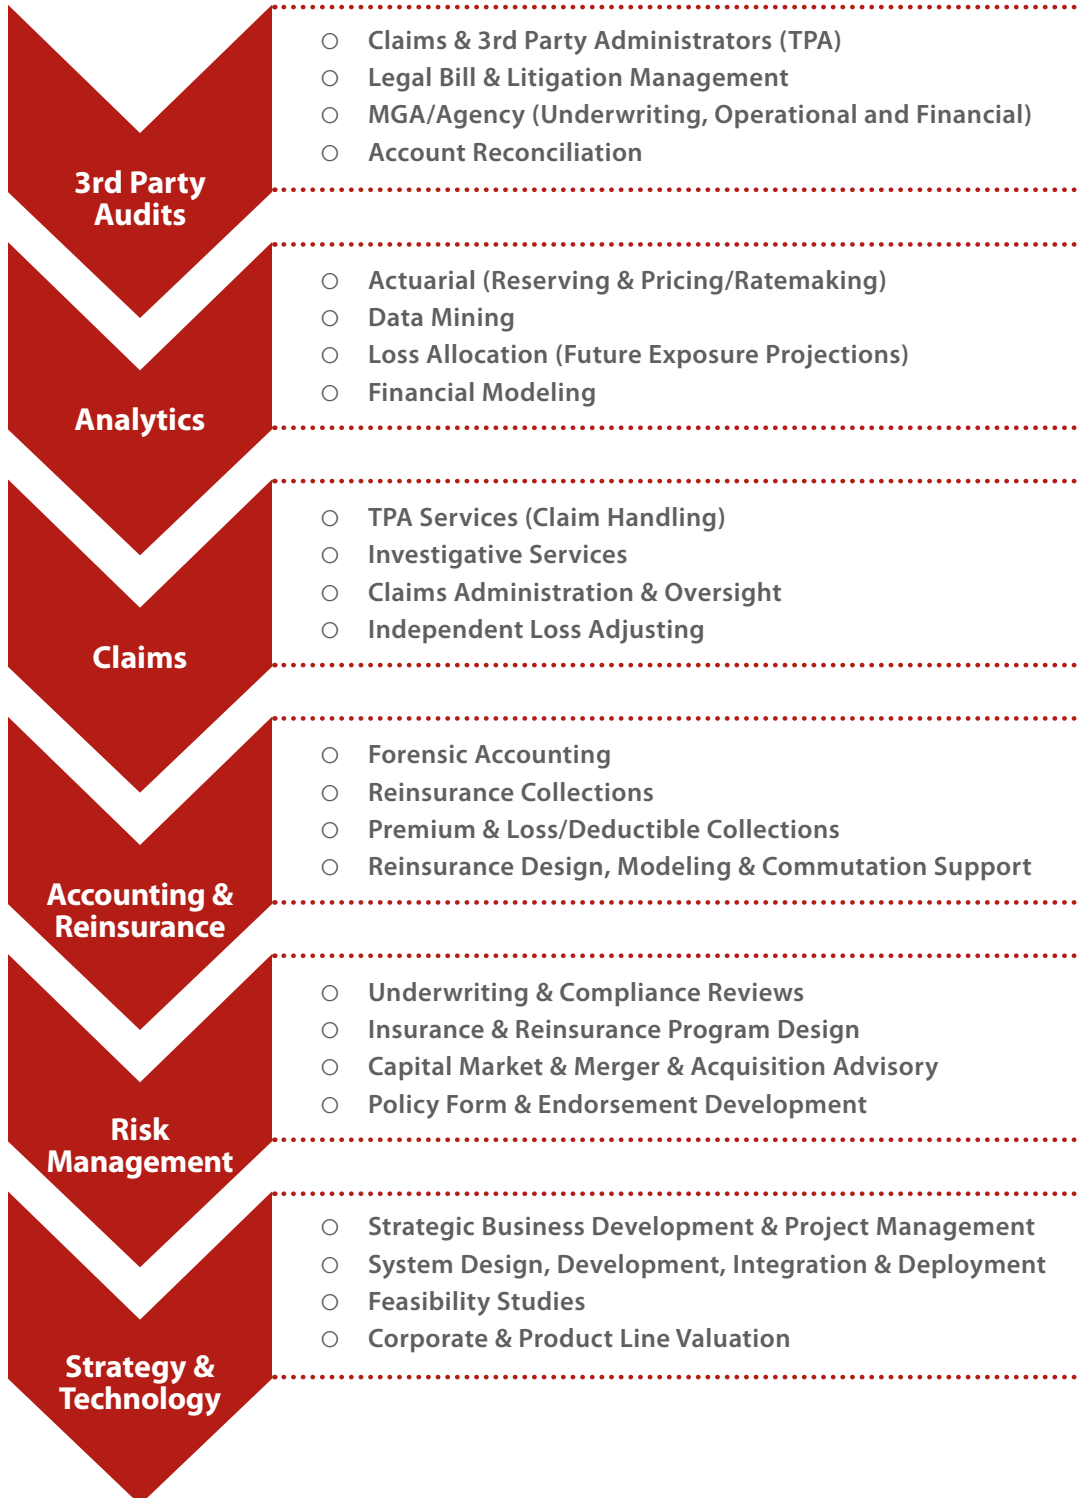 3rd Party
Audits
Claims & 3rd Party Administrators (TPA)
Legal Bill & Litigation Management
MGA/Agency (Underwriting, Operational and Financial)
Account Reconciliation
Analytics
Actuarial (Reserving & Pricing/Ratemaking)
Data Mining
Loss Allocation (Future Exposure Projections)
Financial Modeling
Claims
TPA Services (Claim Handling)
Investigative Services
Claims Administration & Oversight
Independent Loss Adjusting
Accounting &
Reinsurance
Forensic Accounting
Reinsurance Collections
Premium & Loss/Deductible Collections
Reinsurance Design, Modeling & Commutation Support
Risk
Management
Underwriting & Compliance Reviews
Insurance & Reinsurance Program Design
Capital Market & Merger & Acquisition Advisory
Policy Form & Endorsement Development
Strategy &
Technology
Strategic Business Development & Project Management
System Design, Development, Integration & Deployment
Feasibility Studies
Corporate & Product Line Valuation